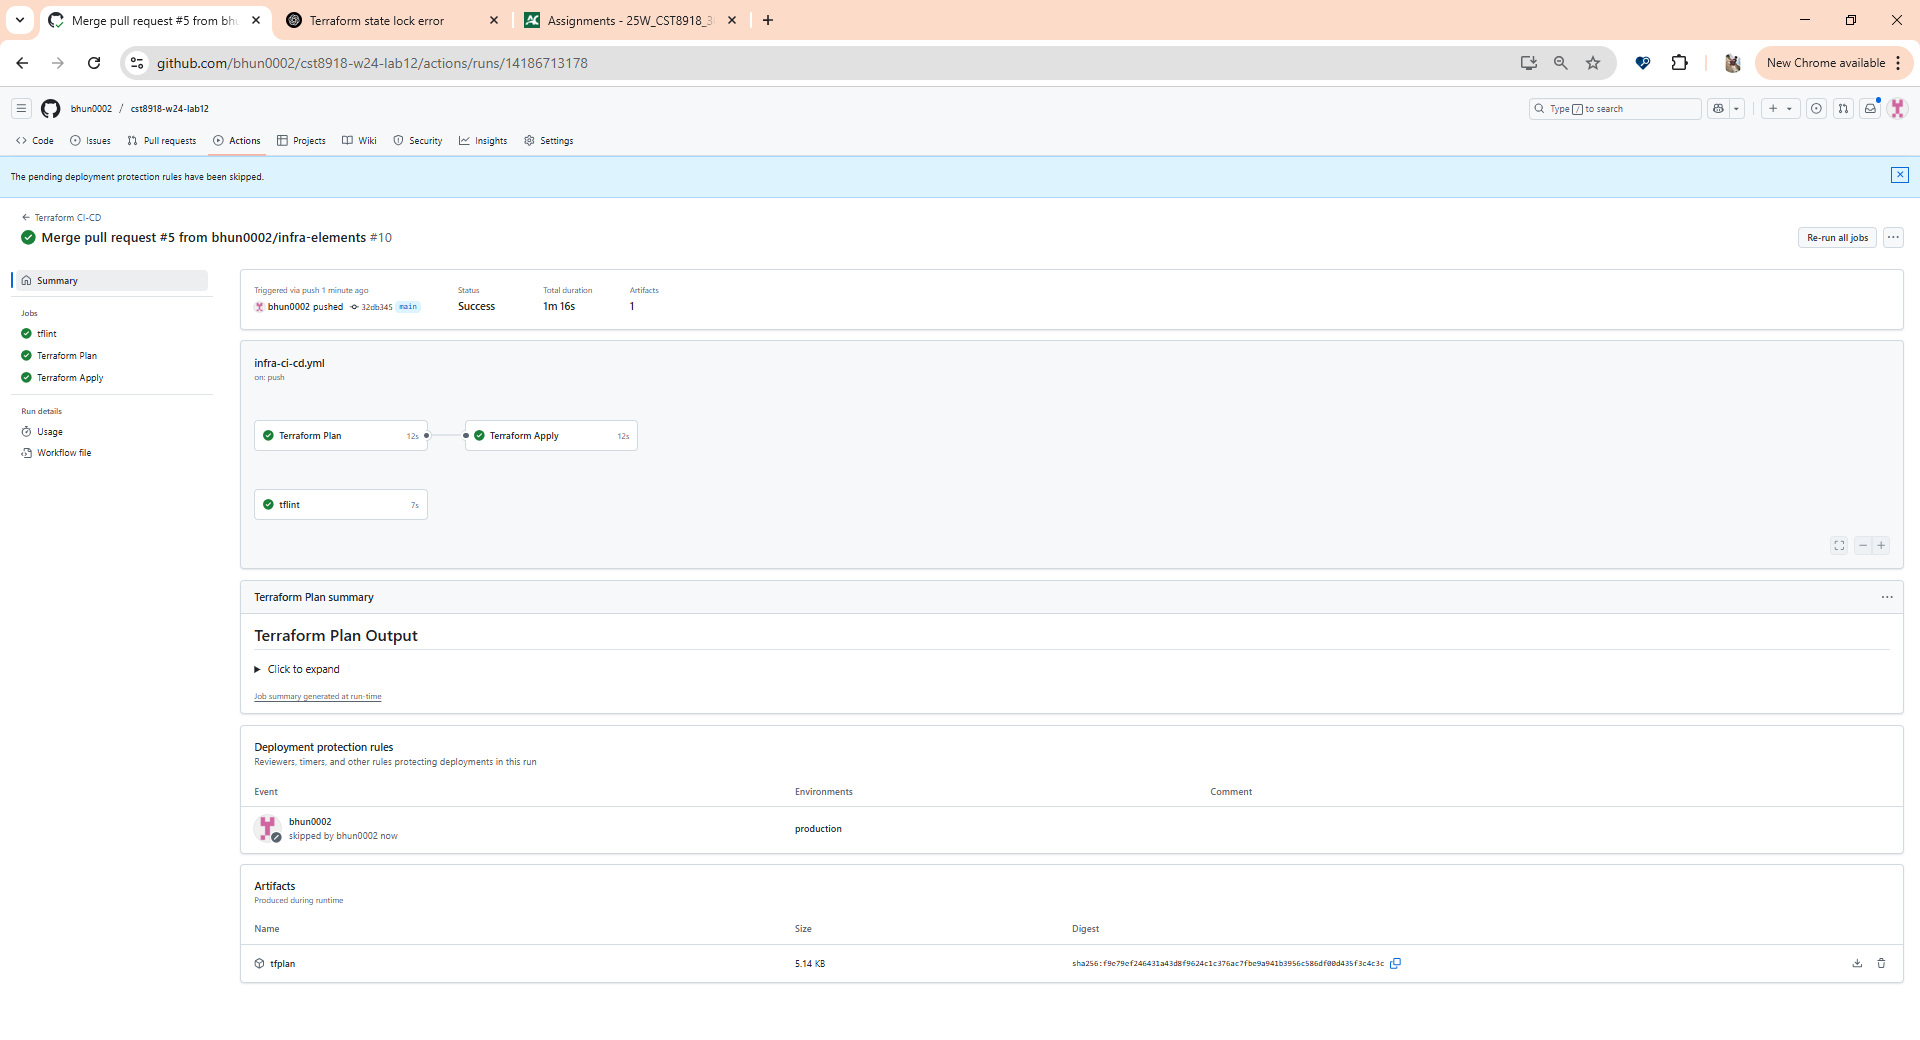 Merge pull request #5 from bhun
Terraform state lock error
Assignments - 25W_CST8918_3
github.com/bhun0002/cst8918-w24-lab12/actions/runs/14186713178
New Chrome available
bhun0002 / cst8918-w24-lab12
Type / to search
Code Issues Pull requests Actions Projects Wiki Security Insights Settings
The pending deployment protection rules have been skipped.
Terraform CI-CD
Merge pull request #5 from bhun0002/infra-elements #10
Re-run all jobs
Summary
Jobs
tflint
Terraform Plan
Terraform Apply
Run details
Usage
Workflow file
Triggered via push 1 minute ago
Status
Total duration
Artifacts
bhun0002 pushed 32db345 main
Success
1m 16s
1
infra-ci-cd.yml
on: push
Terraform Plan 12s
Terraform Apply 12s
tflint 7s
Terraform Plan summary
Terraform Plan Output
Click to expand
Job summary generated at run-time
Deployment protection rules
Reviewers, timers, and other rules protecting deployments in this run
Event Environments Comment
bhun0002
skipped by bhun0002 now
production
Artifacts
Produced during runtime
Name Size Digest
tfplan 5.14 KB sha256:f9e79ef246431a43d8f9624c1c376ac7fbe9a941b3956c586df00d435f3c4c3c